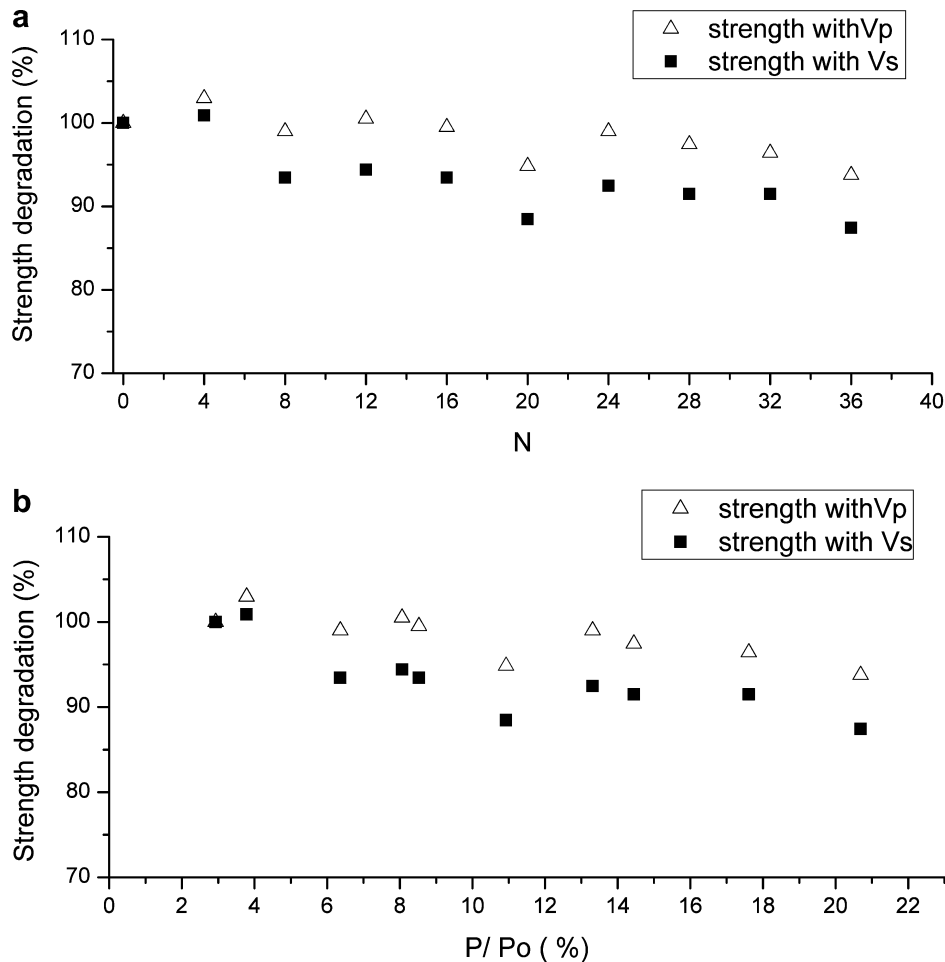 a
strength withVp
strength with Vs
Strength degradation (%)
110
100
90
80
70
0 4 8 12 16 20 24 28 32 36 40
N
b
strength withVp
strength with Vs
Strength degradation (%)
110
100
90
80
70
0 2 4 6 8 10 12 14 16 18 20 22
P/ Po ( %)